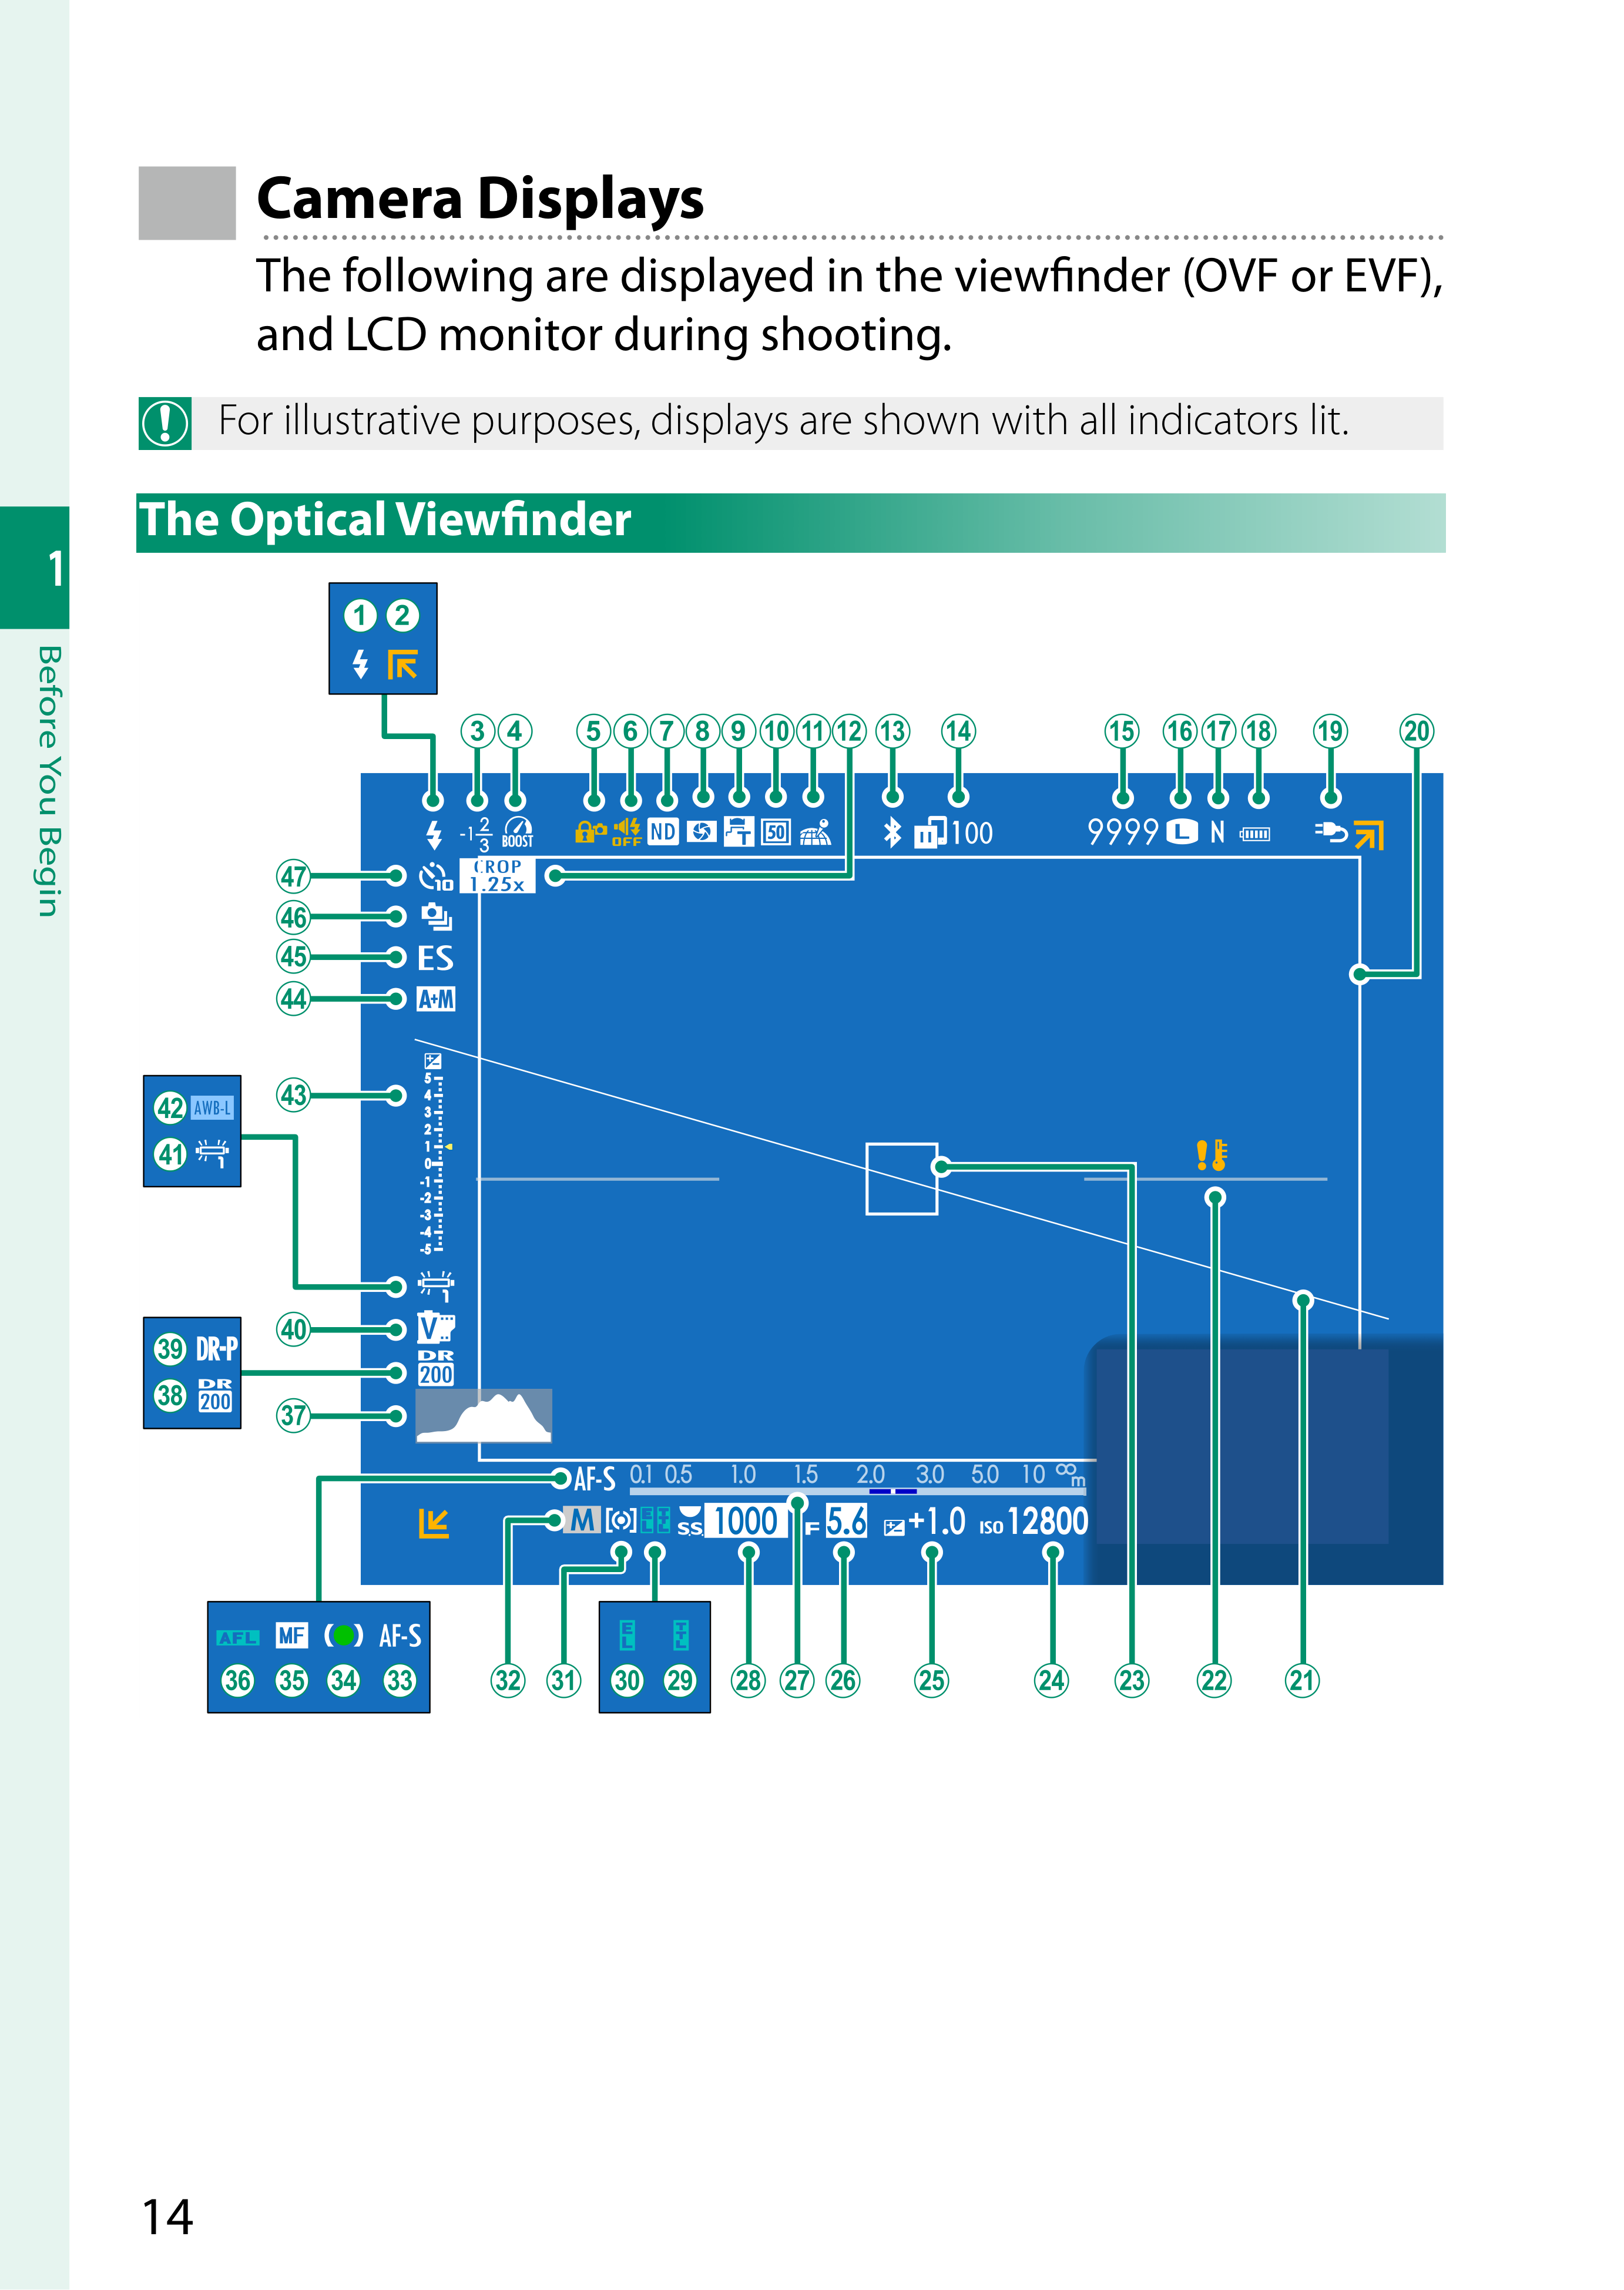 Camera Displays
The following are displayed in the viewfinder (OVF or EVF),
and LCD monitor during shooting.
For illustrative purposes, displays are shown with all indicators lit.
The Optical Viewfinder
1
Before You Begin
1 2
3 4 5 6 7 8 9 10 11 12 13 14 15 16 17 18 19 20
-1 2/3 BOOST OFF ND T 50 100 9999 L N
47 10 CROP
1.25x
46
45 ES
44 A+M
43
5
4
3
2
1
0
-1
-2
-3
-4
-5
42 AWB-L
41 1
1
40 V
39 DR-P
38 DR
200
DR
200
37
AF-S 0.1 0.5 1.0 1.5 2.0 3.0 5.0 10 ∞ m
M EL TTL S.S. 1000 F 5.6 +1.0 ISO 12800
AFL MF AF-S
36 35 34 33
32 31
EL TTL
30 29
28 27 26 25 24 23 22 21
14